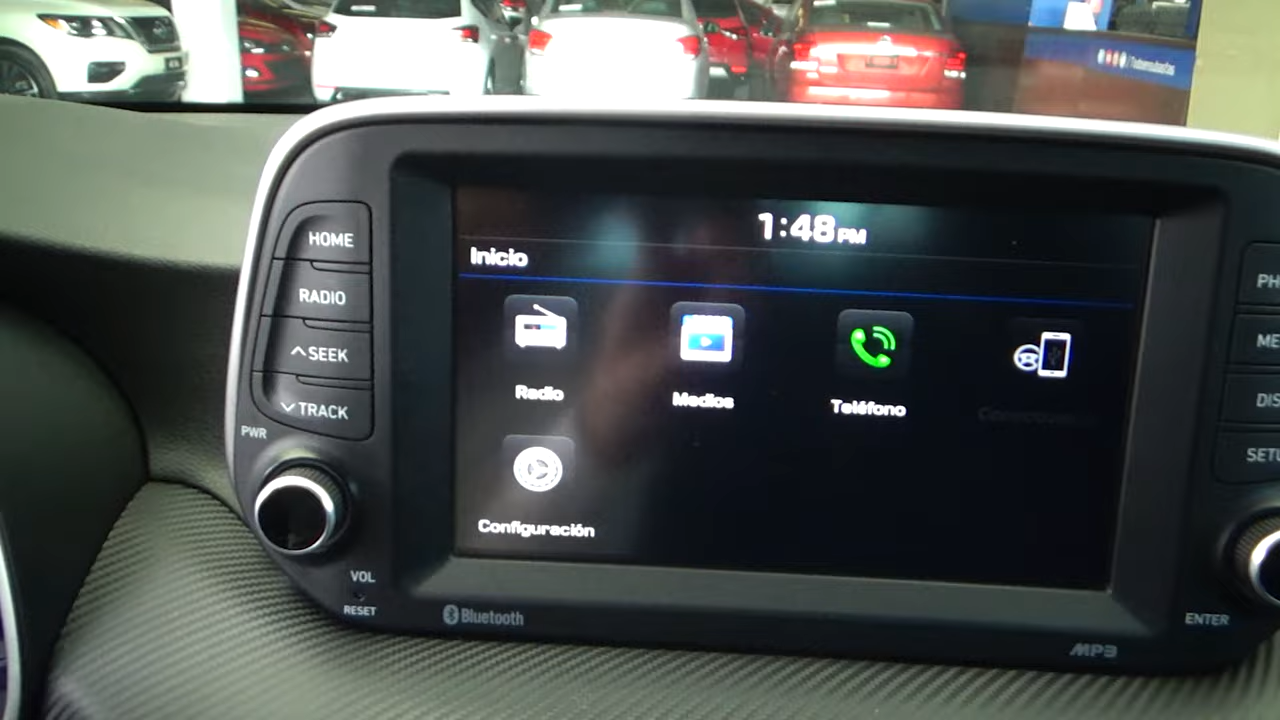 1:48 PM
Inicio
HOME
RADIO
SEEK
TRACK
PWR
VOL
RESET
Radio
Medios
Teléfono
Configuración
Bluetooth
MP3
ENTER